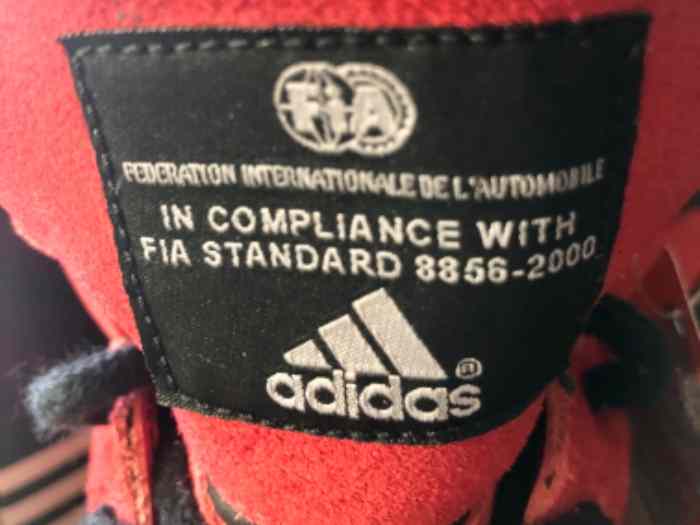 FIA
FEDERATION INTERNATIONALE DE L'AUTOMOBILE
IN COMPLIANCE WITH
FIA STANDARD 8856-2000
adidas®